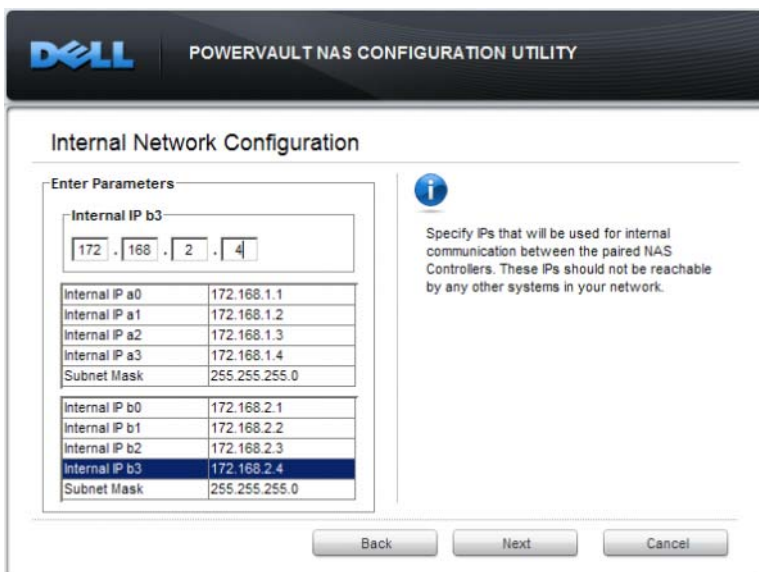 DELL
POWERVAULT NAS CONFIGURATION UTILITY
Internal Network Configuration
Enter Parameters
Internal IP b3
172 . 168 . 2 . 4
Internal IP a0 172.168.1.1
Internal IP a1 172.168.1.2
Internal IP a2 172.168.1.3
Internal IP a3 172.168.1.4
Subnet Mask 255.255.255.0
Internal IP b0 172.168.2.1
Internal IP b1 172.168.2.2
Internal IP b2 172.168.2.3
Internal IP b3 172.168.2.4
Subnet Mask 255.255.255.0
i
Specify IPs that will be used for internal
communication between the paired NAS
Controllers. These IPs should not be reachable
by any other systems in your network.
Back Next Cancel